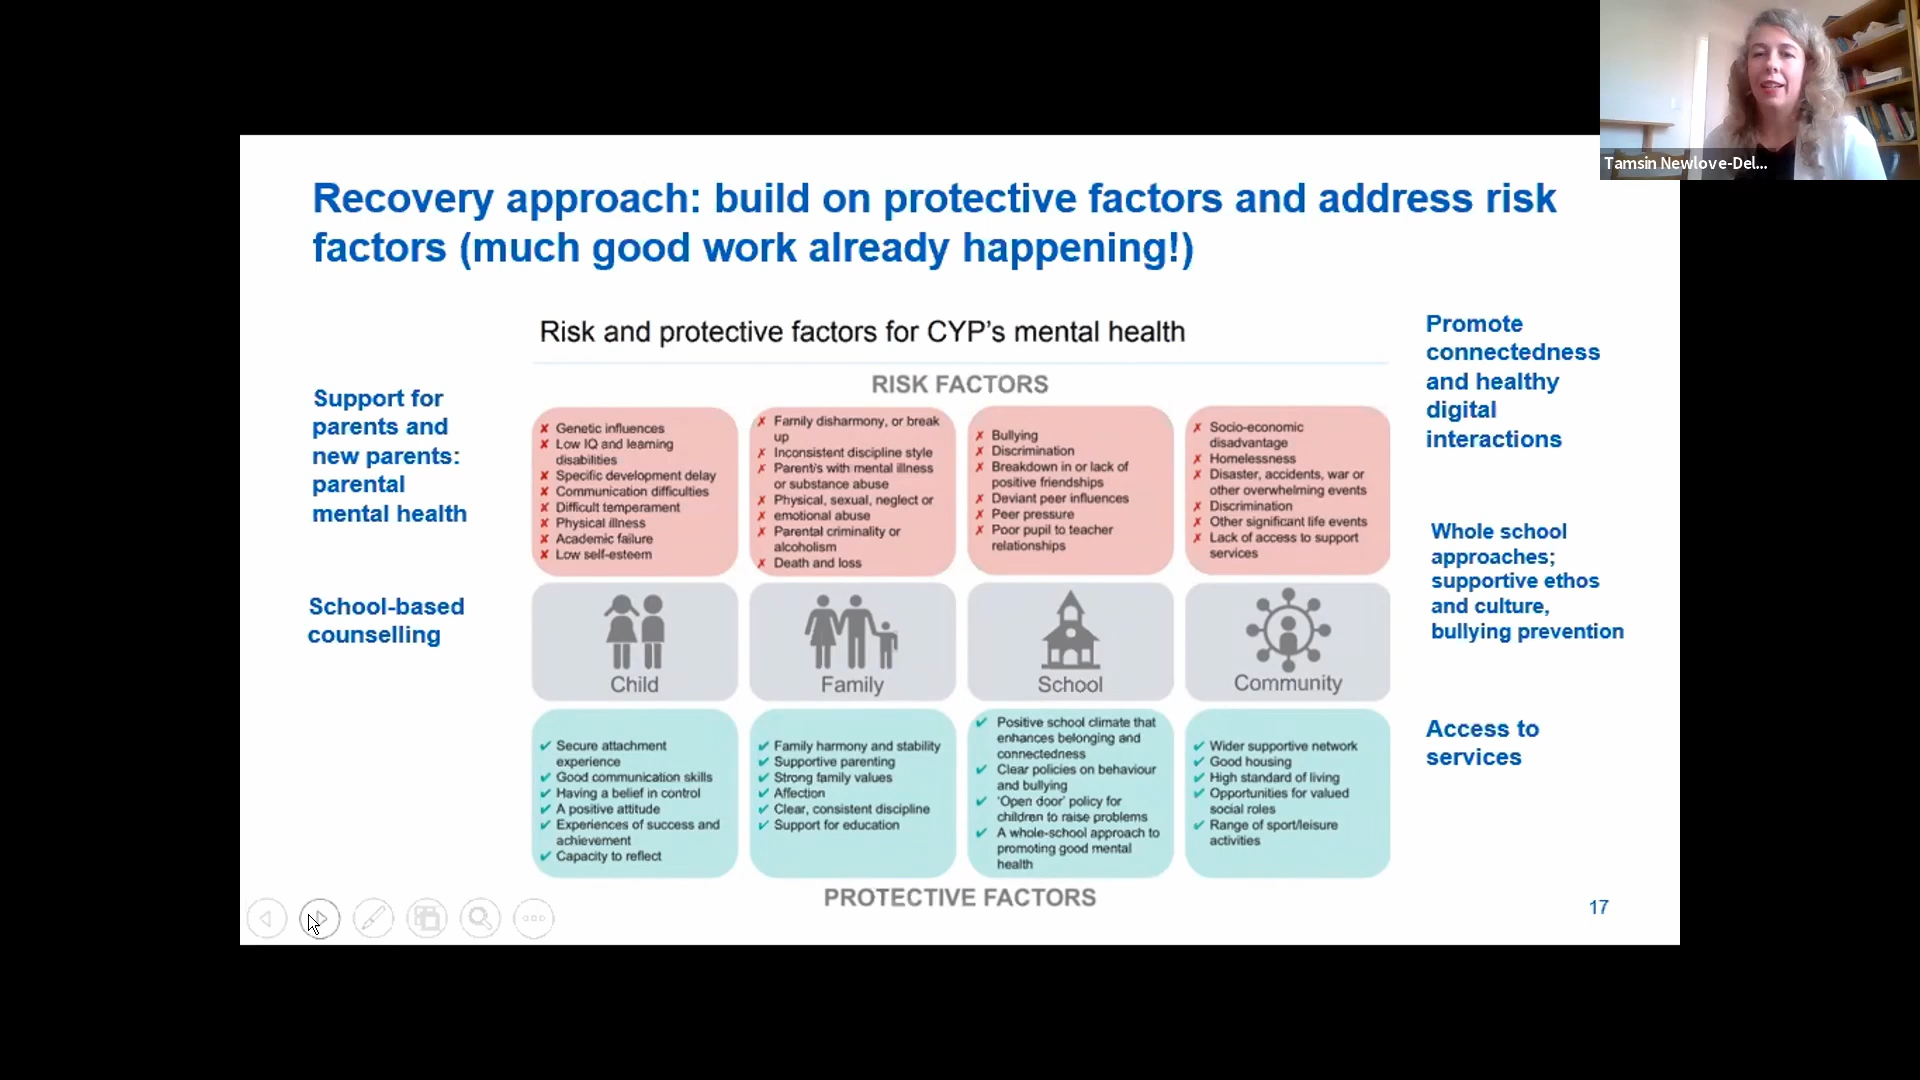 Tamsin Newlove-Del...
Recovery approach: build on protective factors and address risk
factors (much good work already happening!)
Risk and protective factors for CYP's mental health
RISK FACTORS
Support for
parents and
new parents:
parental
mental health
School-based
counselling
✗ Genetic influences
✗ Low IQ and learning
disabilities
✗ Specific development delay
✗ Communication difficulties
✗ Difficult temperament
✗ Physical illness
✗ Academic failure
✗ Low self-esteem
✗ Family disharmony, or break
up
✗ Inconsistent discipline style
✗ Parent/s with mental illness
or substance abuse
✗ Physical, sexual, neglect or
✗ emotional abuse
✗ Parental criminality or
alcoholism
✗ Death and loss
✗ Bullying
✗ Discrimination
✗ Breakdown in or lack of
positive friendships
✗ Deviant peer influences
✗ Peer pressure
✗ Poor pupil to teacher
relationships
✗ Socio-economic
disadvantage
✗ Homelessness
✗ Disaster, accidents, war or
other overwhelming events
✗ Discrimination
✗ Other significant life events
✗ Lack of access to support
services
Child
Family
School
Community
✔ Secure attachment
experience
✔ Good communication skills
✔ Having a belief in control
✔ A positive attitude
✔ Experiences of success and
achievement
✔ Capacity to reflect
✔ Family harmony and stability
✔ Supportive parenting
✔ Strong family values
✔ Affection
✔ Clear, consistent discipline
✔ Support for education
✔ Positive school climate that
enhances belonging and
connectedness
✔ Clear policies on behaviour
and bullying
✔ 'Open door' policy for
children to raise problems
✔ A whole-school approach to
promoting good mental
health
✔ Wider supportive network
✔ Good housing
✔ High standard of living
✔ Opportunities for valued
social roles
✔ Range of sport/leisure
activities
PROTECTIVE FACTORS
Promote
connectedness
and healthy
digital
interactions
Whole school
approaches;
supportive ethos
and culture,
bullying prevention
Access to
services
17